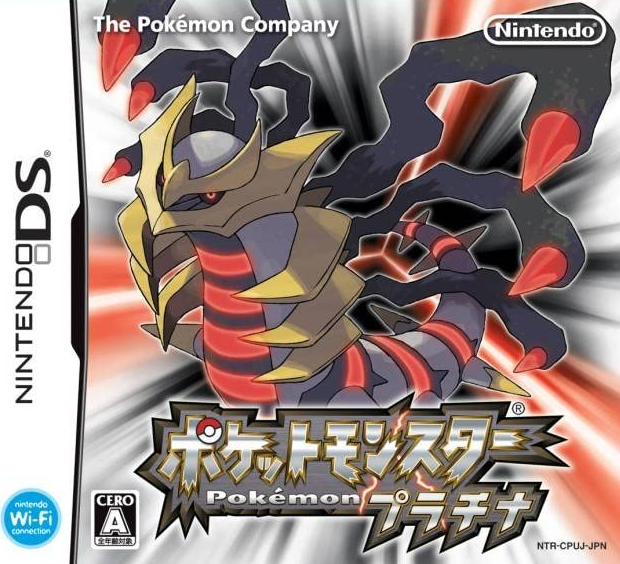 The Pokémon Company
Nintendo®
NINTENDO DS®
ポケットモンスター®
Pokémon プラチナ
nintendo
Wi-Fi
connection
CERO
A
全年齢対象
NTR-CPUJ-JPN